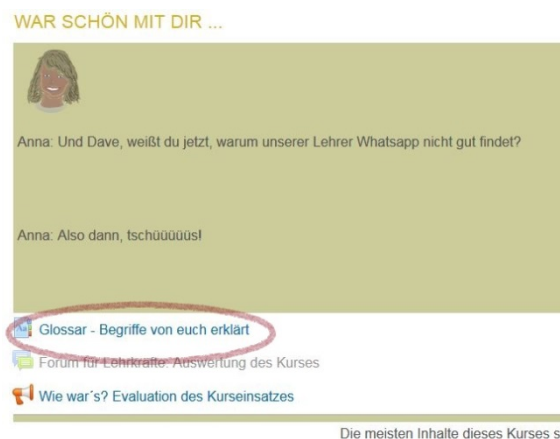 WAR SCHÖN MIT DIR ...
Anna: Und Dave, weißt du jetzt, warum unserer Lehrer Whatsapp nicht gut findet?
Anna: Also dann, tschüüüüüs!
Glossar - Begriffe von euch erklärt
Forum für Lehrkräfte: Auswertung des Kurses
Wie war´s? Evaluation des Kurseinsatzes
Die meisten Inhalte dieses Kurses s